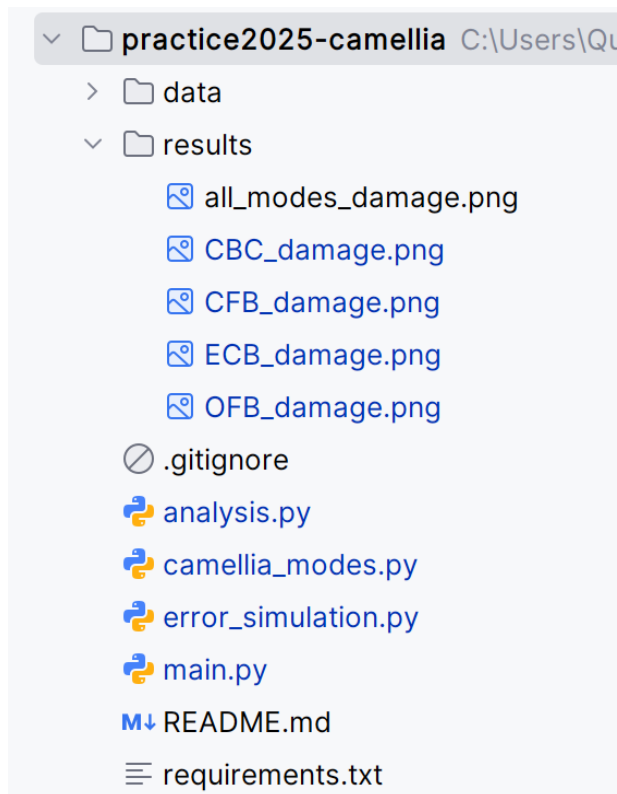 practice2025-camellia C:\Users\Qu
data
results
all_modes_damage.png
CBC_damage.png
CFB_damage.png
ECB_damage.png
OFB_damage.png
.gitignore
analysis.py
camellia_modes.py
error_simulation.py
main.py
M↓ README.md
requirements.txt